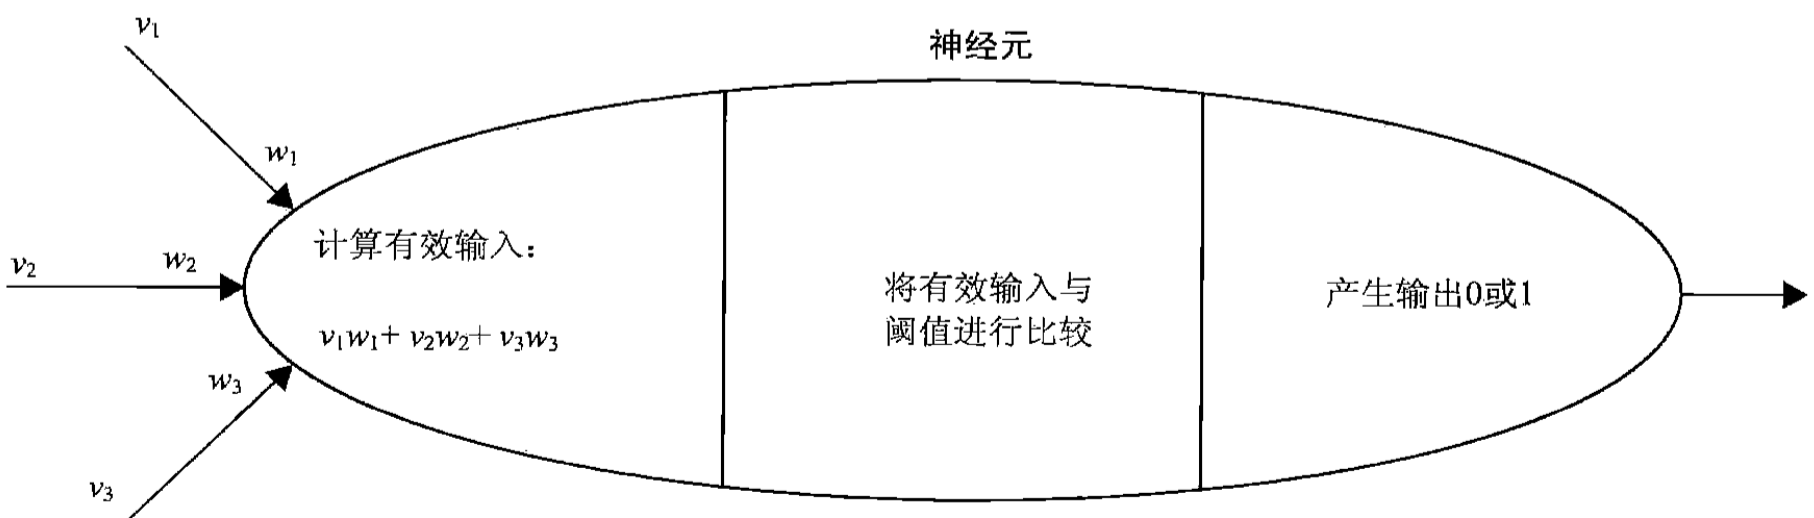 神经元
v₁
w₁
v₂
w₂
v₃
w₃
计算有效输入：
v₁w₁+ v₂w₂+ v₃w₃
将有效输入与
阈值进行比较
产生输出0或1